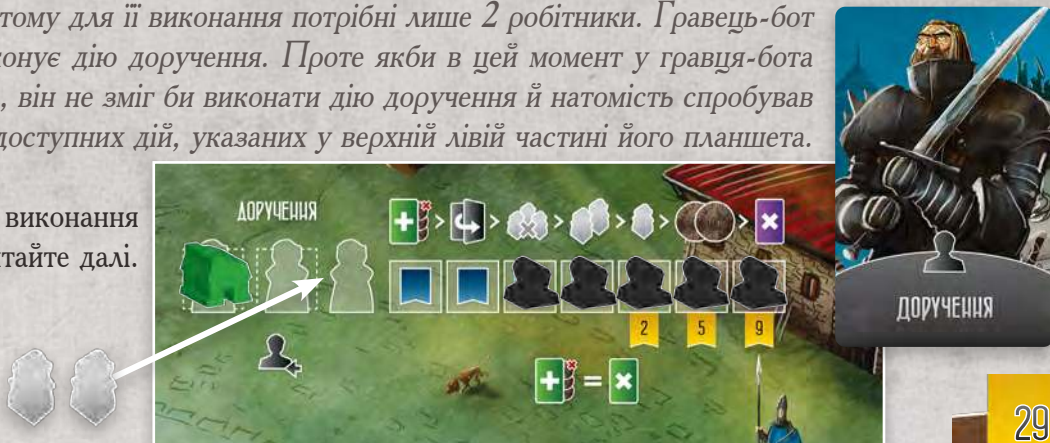 тому для її виконання потрібні лише 2 робітники. Гравець-бот
конує дію доручення. Проте якби в цей момент у гравця-бота
, він не зміг би виконати дію доручення й натомість спробував
доступних дій, указаних у верхній лівій частині його планшета.
виконання
тайте далі.
ДОРУЧЕННЯ
2 5 9
ДОРУЧЕННЯ
29